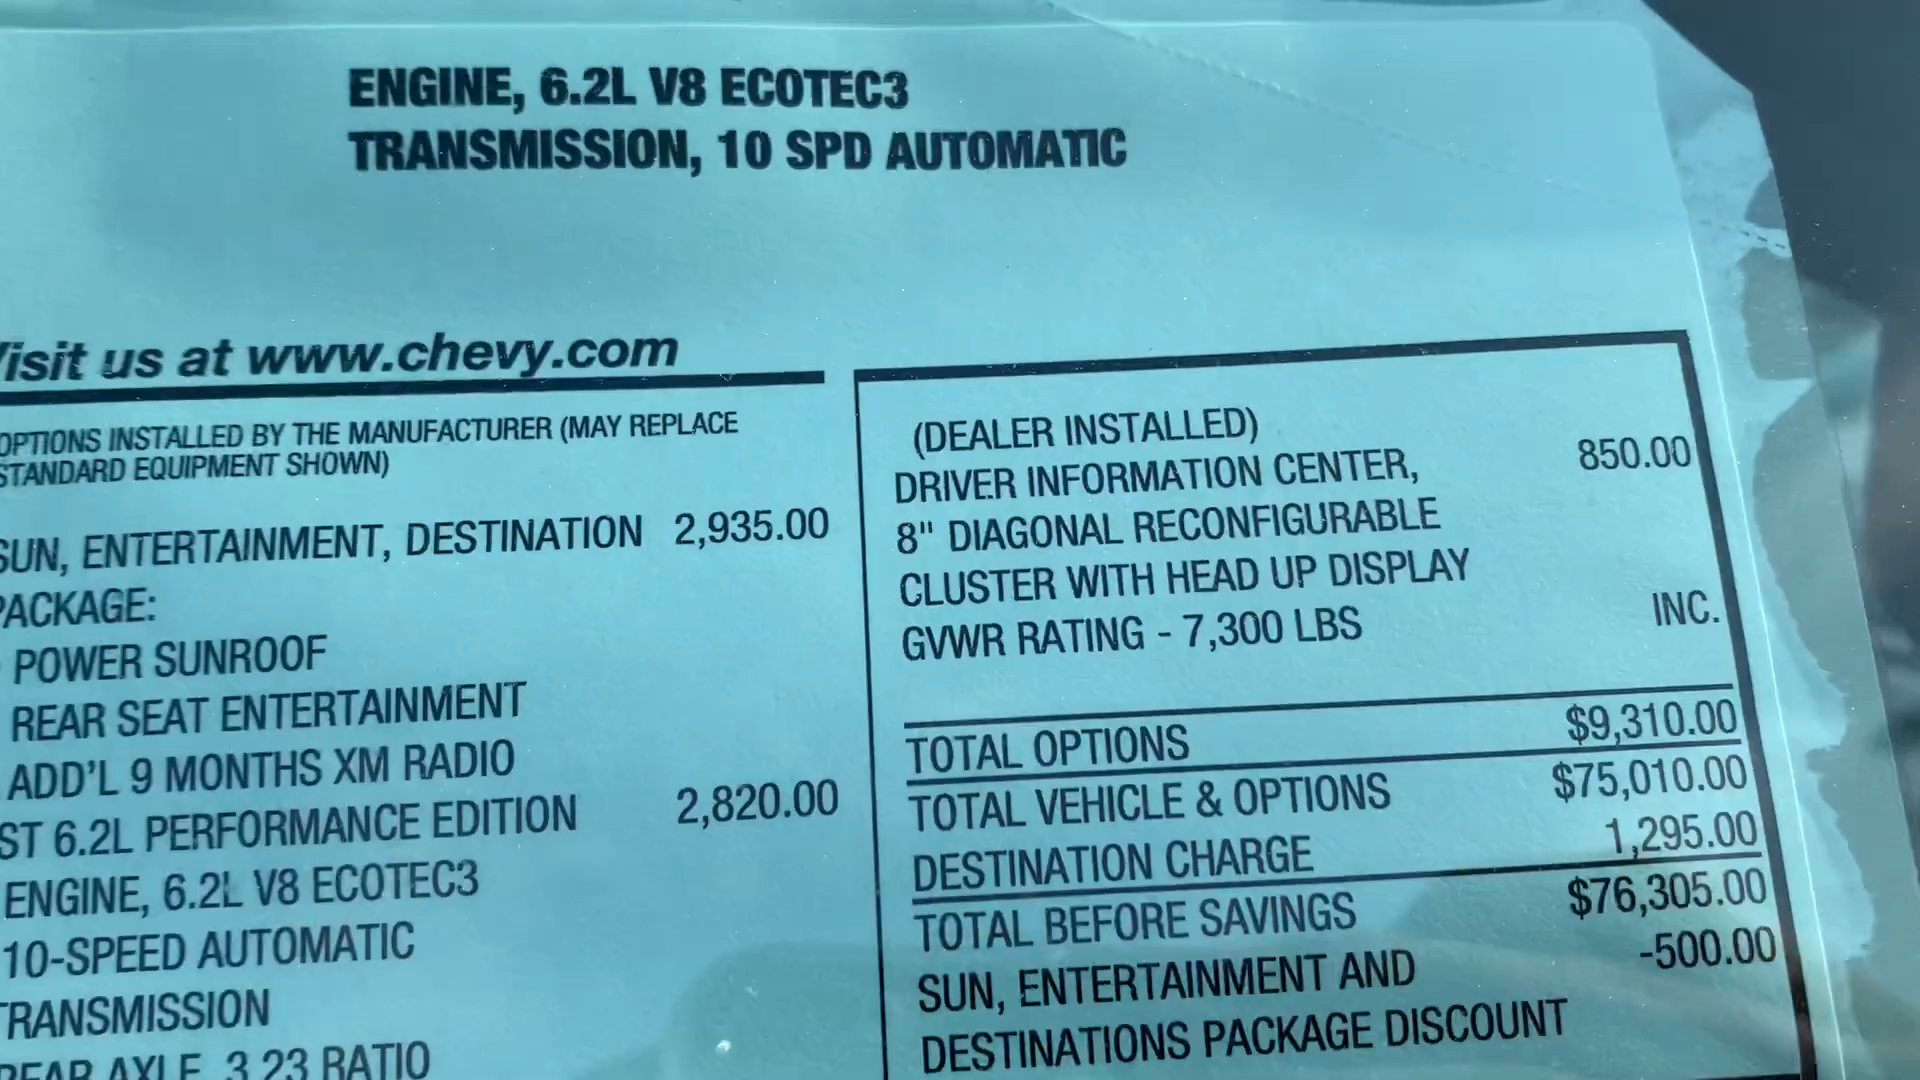 ENGINE, 6.2L V8 ECOTEC3
TRANSMISSION, 10 SPD AUTOMATIC
isit us at www.chevy.com
OPTIONS INSTALLED BY THE MANUFACTURER (MAY REPLACE
STANDARD EQUIPMENT SHOWN)
SUN, ENTERTAINMENT, DESTINATION 2,935.00
PACKAGE:
POWER SUNROOF
REAR SEAT ENTERTAINMENT
ADD'L 9 MONTHS XM RADIO
ST 6.2L PERFORMANCE EDITION 2,820.00
ENGINE, 6.2L V8 ECOTEC3
10-SPEED AUTOMATIC
TRANSMISSION
REAR AXLE, 3.23 RATIO
(DEALER INSTALLED)
DRIVER INFORMATION CENTER, 850.00
8" DIAGONAL RECONFIGURABLE
CLUSTER WITH HEAD UP DISPLAY
GVWR RATING - 7,300 LBS INC.
TOTAL OPTIONS $9,310.00
TOTAL VEHICLE & OPTIONS $75,010.00
DESTINATION CHARGE 1,295.00
TOTAL BEFORE SAVINGS $76,305.00
SUN, ENTERTAINMENT AND -500.00
DESTINATIONS PACKAGE DISCOUNT